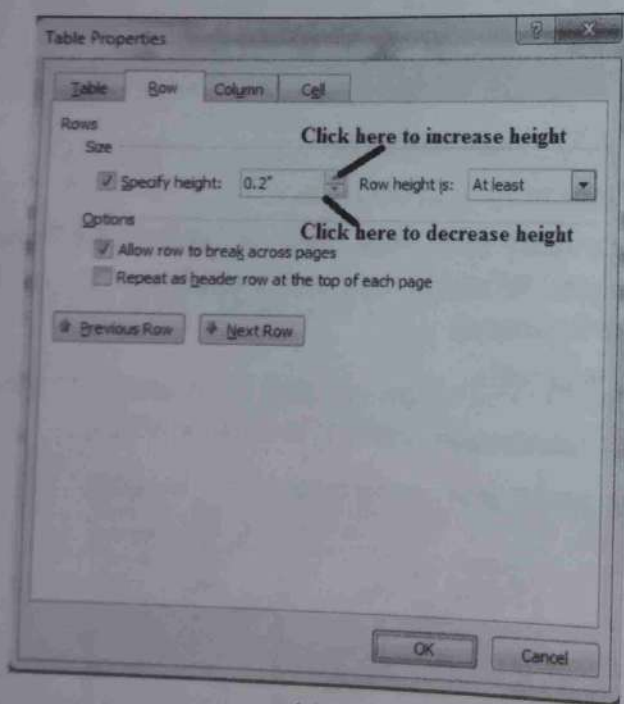 Table Properties
Table Row Column Cell
Rows
Size
Click here to increase height
Specify height: 0.2" Row height is: At least
Options
Click here to decrease height
Allow row to break across pages
Repeat as header row at the top of each page
Previous Row Next Row
OK Cancel